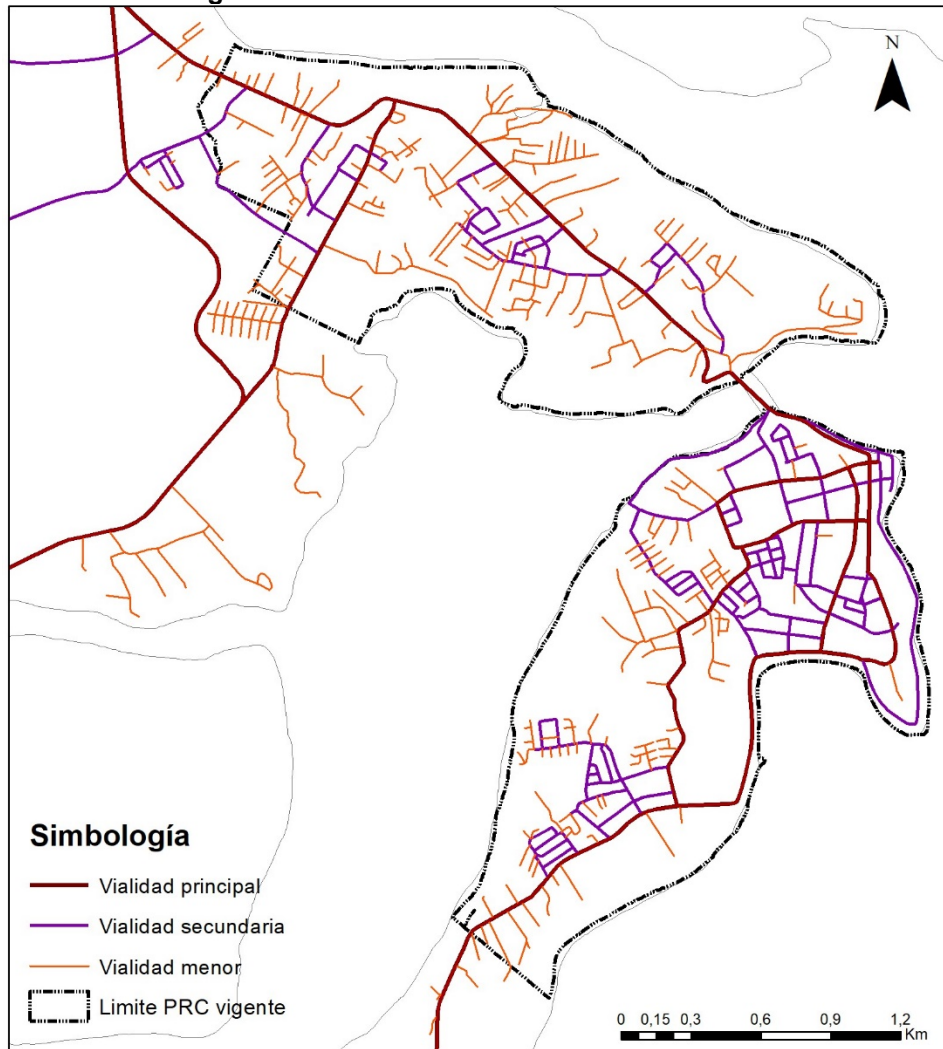 N
Simbología
Vialidad principal
Vialidad secundaria
Vialidad menor
Limite PRC vigente
0 0,15 0,3 0,6 0,9 1,2
Km